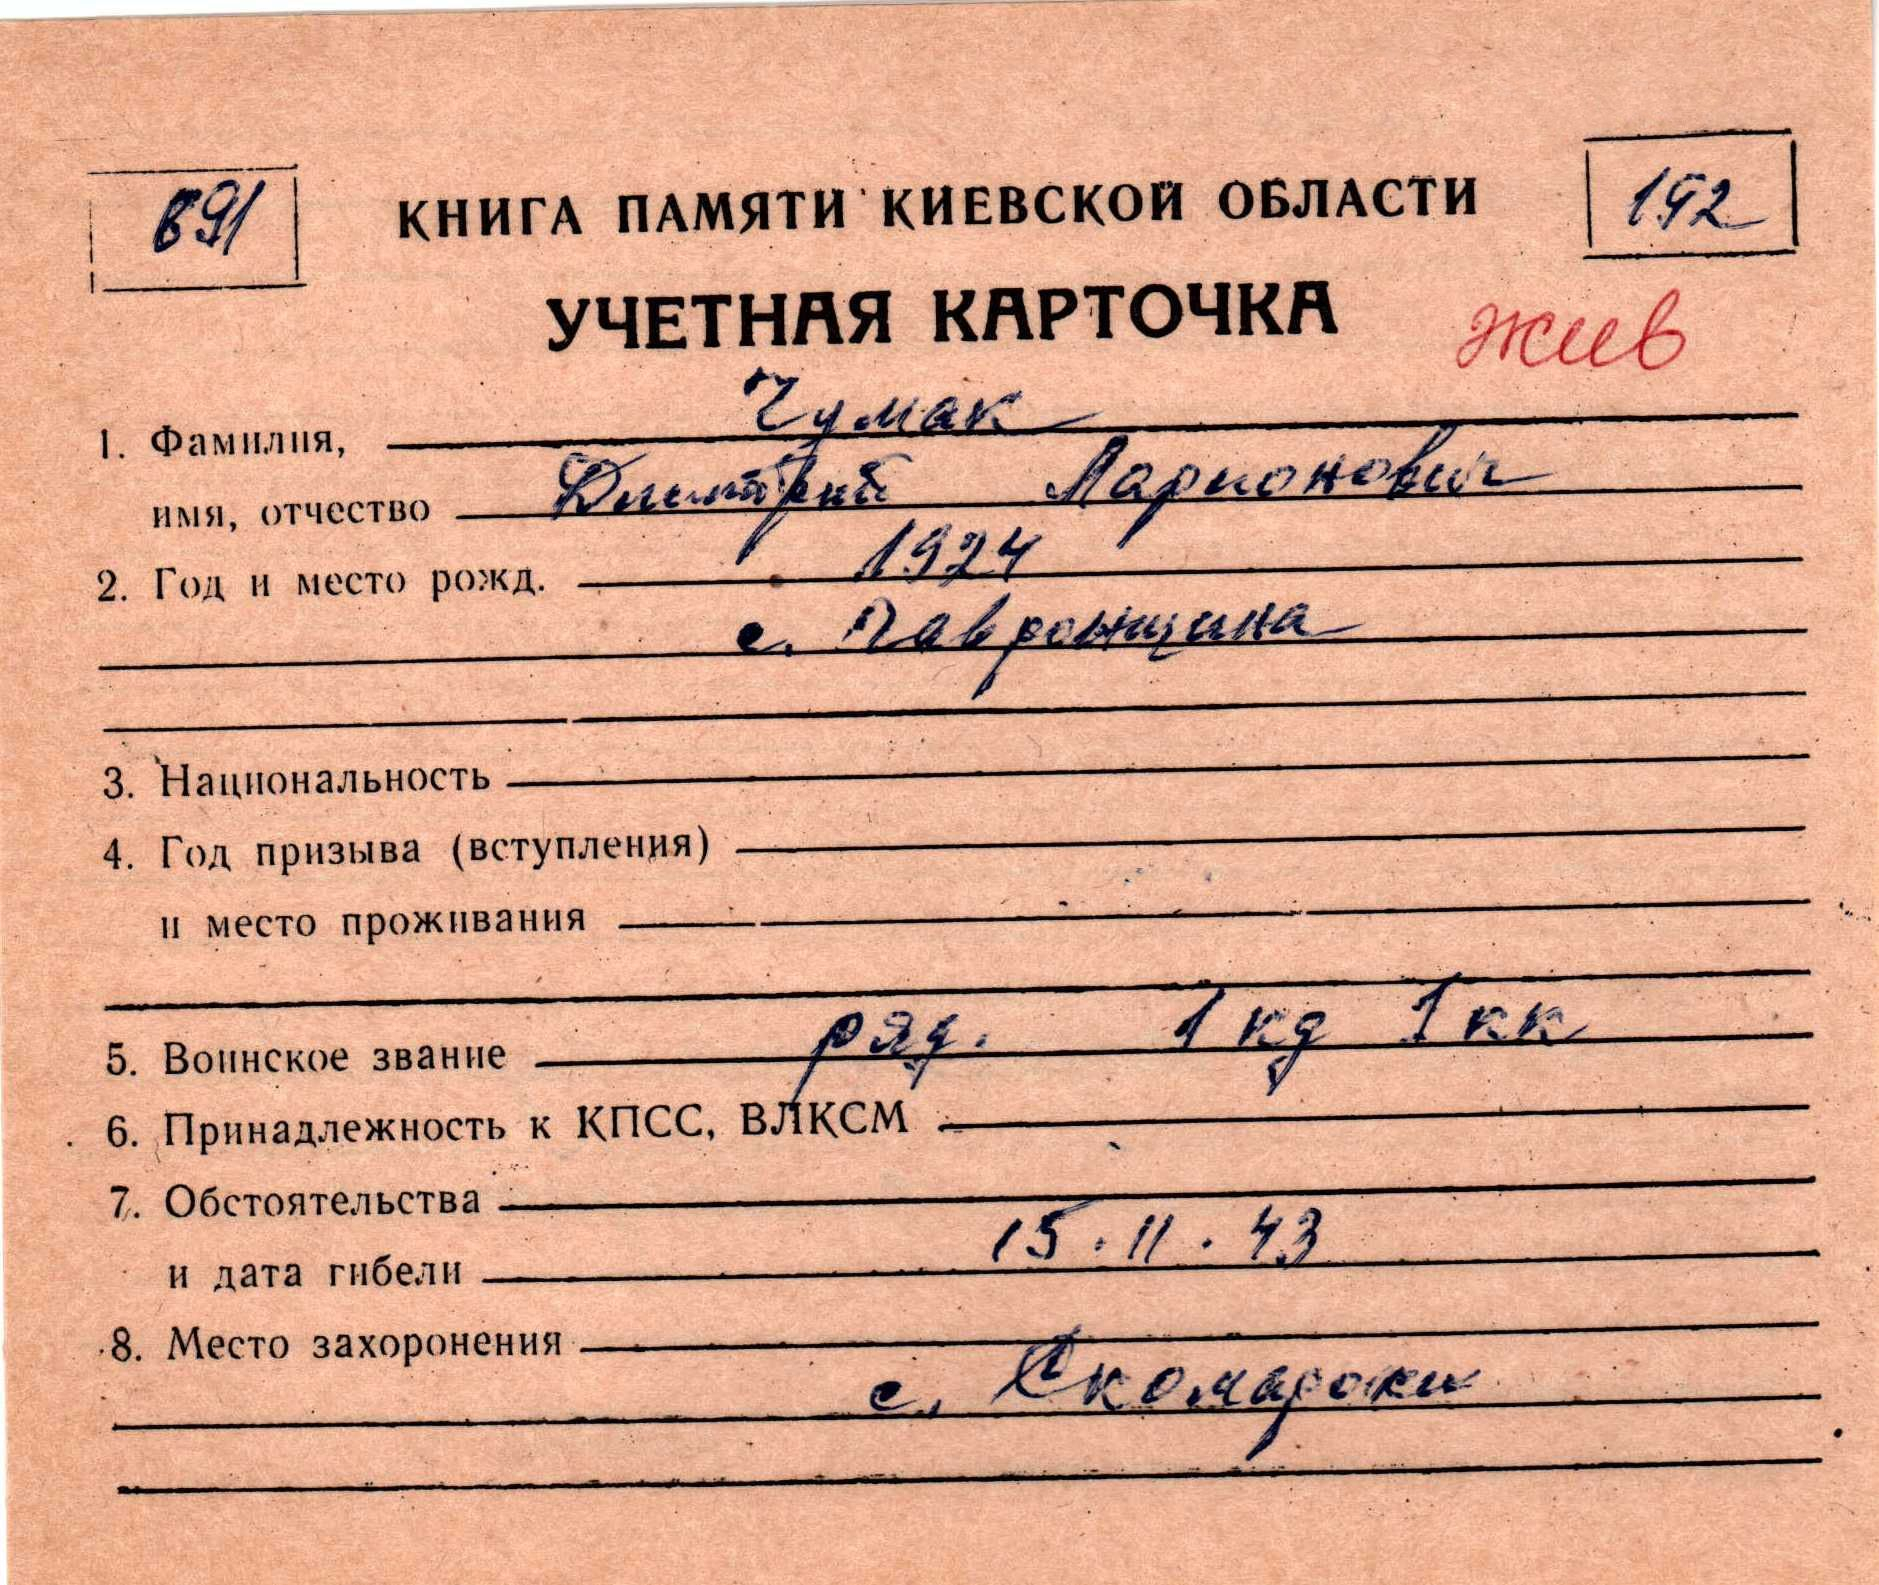 891
КНИГА ПАМЯТИ КИЕВСКОЙ ОБЛАСТИ
192
УЧЕТНАЯ КАРТОЧКА
жив
1. Фамилия, Чумак
имя, отчество Дмитрий Ларионович
2. Год и место рожд. 1924
с. Гавронщина
3. Национальность
4. Год призыва (вступления)
и место проживания
5. Воинское звание ряд. 1 кд 1 кк
6. Принадлежность к КПСС, ВЛКСМ
7. Обстоятельства
и дата гибели 15.11.43
8. Место захоронения
с. Скомароки